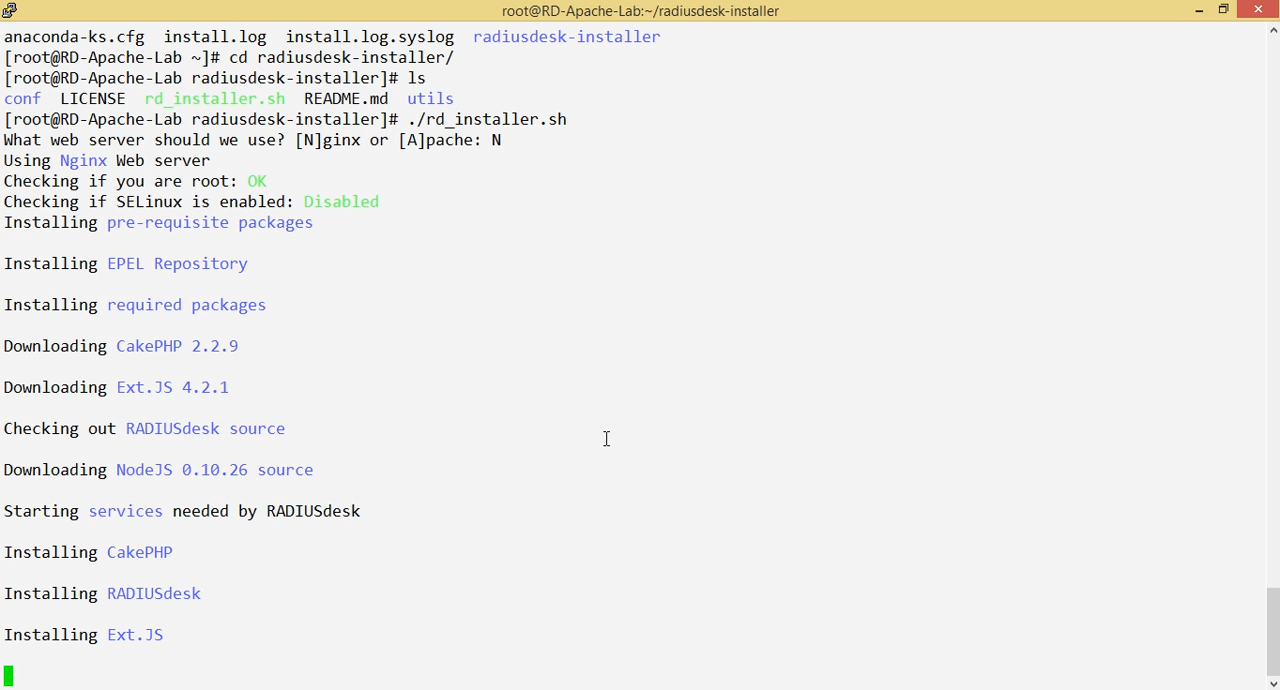 root@RD-Apache-Lab:~/radiusdesk-installer
anaconda-ks.cfg  install.log  install.log.syslog  radiusdesk-installer
[root@RD-Apache-Lab ~]# cd radiusdesk-installer/
[root@RD-Apache-Lab radiusdesk-installer]# ls
conf  LICENSE  rd_installer.sh  README.md  utils
[root@RD-Apache-Lab radiusdesk-installer]# ./rd_installer.sh
What web server should we use? [N]ginx or [A]pache: N
Using Nginx Web server
Checking if you are root: OK
Checking if SELinux is enabled: Disabled
Installing pre-requisite packages
Installing EPEL Repository
Installing required packages
Downloading CakePHP 2.2.9
Downloading Ext.JS 4.2.1
Checking out RADIUSdesk source
Downloading NodeJS 0.10.26 source
Starting services needed by RADIUSdesk
Installing CakePHP
Installing RADIUSdesk
Installing Ext.JS